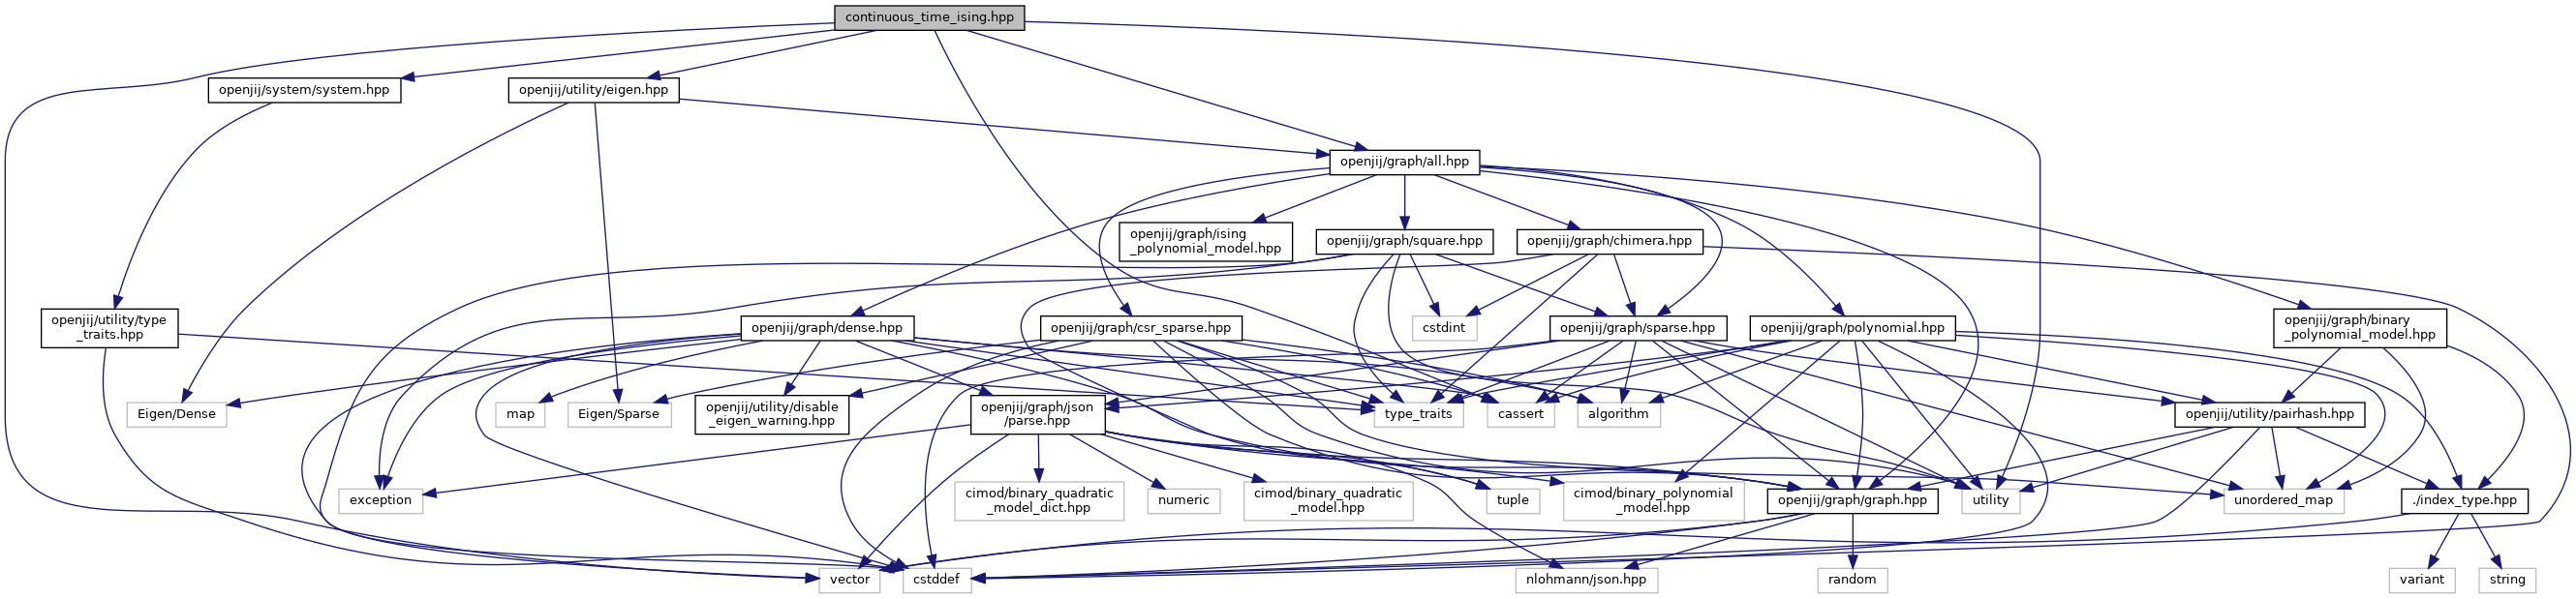 continuous_time_ising.hpp
openjij/system/system.hpp
openjij/utility/eigen.hpp
openjij/graph/all.hpp
openjij/graph/ising
_polynomial_model.hpp
openjij/graph/square.hpp
openjij/graph/chimera.hpp
openjij/utility/type
_traits.hpp
openjij/graph/dense.hpp
openjij/graph/csr_sparse.hpp
cstdint
openjij/graph/sparse.hpp
openjij/graph/polynomial.hpp
openjij/graph/binary
_polynomial_model.hpp
Eigen/Dense
map
Eigen/Sparse
openjij/utility/disable
_eigen_warning.hpp
openjij/graph/json
/parse.hpp
type_traits
cassert
algorithm
openjij/utility/pairhash.hpp
exception
cimod/binary_quadratic
_model_dict.hpp
numeric
cimod/binary_quadratic
_model.hpp
tuple
cimod/binary_polynomial
_model.hpp
openjij/graph/graph.hpp
utility
unordered_map
./index_type.hpp
vector
cstddef
nlohmann/json.hpp
random
variant
string